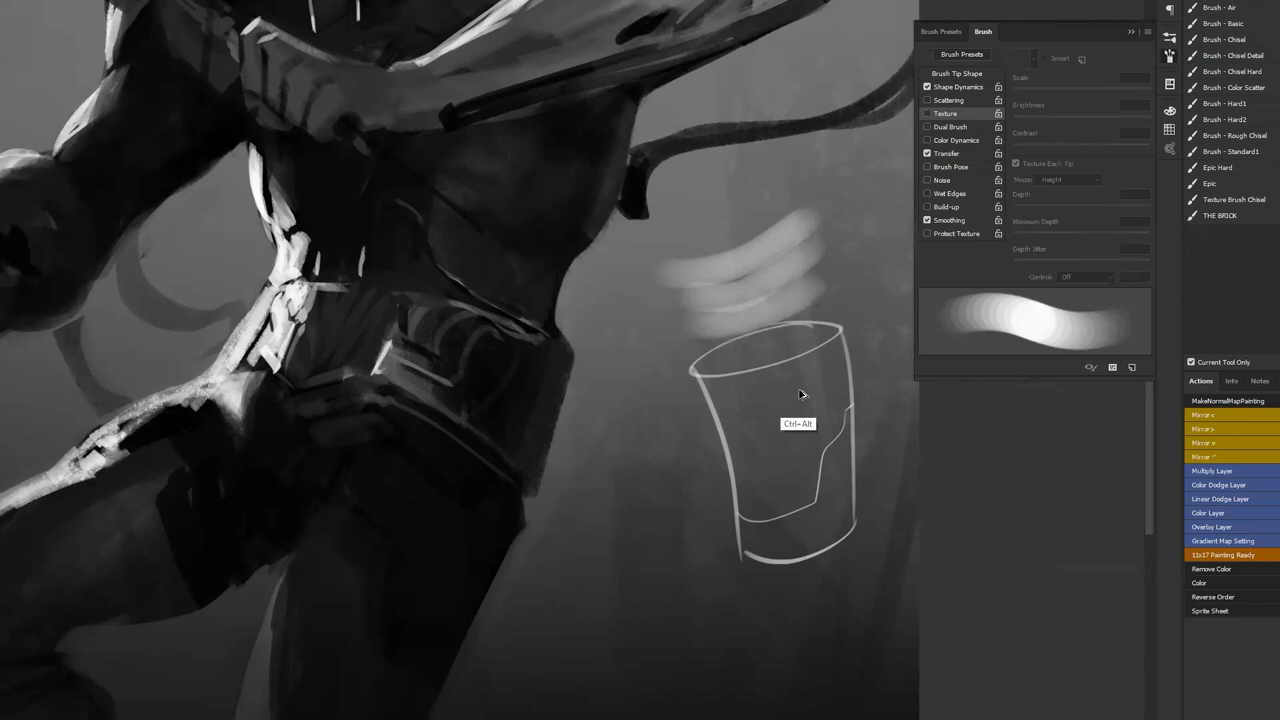 Brush Presets
Brush
Brush Presets
Invert
Brush Tip Shape
Scale
Shape Dynamics
Scattering
Brightness
Texture
Dual Brush
Contrast
Color Dynamics
Transfer
Texture Each Tip
Brush Pose
Mode: Height
Noise
Depth
Wet Edges
Build-up
Minimum Depth
Smoothing
Protect Texture
Depth Jitter
Control: Off
Ctrl+Alt
Brush - Air
Brush - Basic
Brush - Chisel
Brush - Chisel Detail
Brush - Chisel Hard
Brush - Color Scatter
Brush - Hard1
Brush - Hard2
Brush - Rough Chisel
Brush - Standard1
Epic Hard
Epic
Texture Brush Chisel
THE BRICK
Current Tool Only
Actions Info Notes
MakeNormalMapPainting
Mirror <
Mirror >
Mirror v
Mirror ^
Multiply Layer
Color Dodge Layer
Linear Dodge Layer
Color Layer
Overlay Layer
Gradient Map Setting
11x17 Painting Ready
Remove Color
Color
Reverse Order
Sprite Sheet